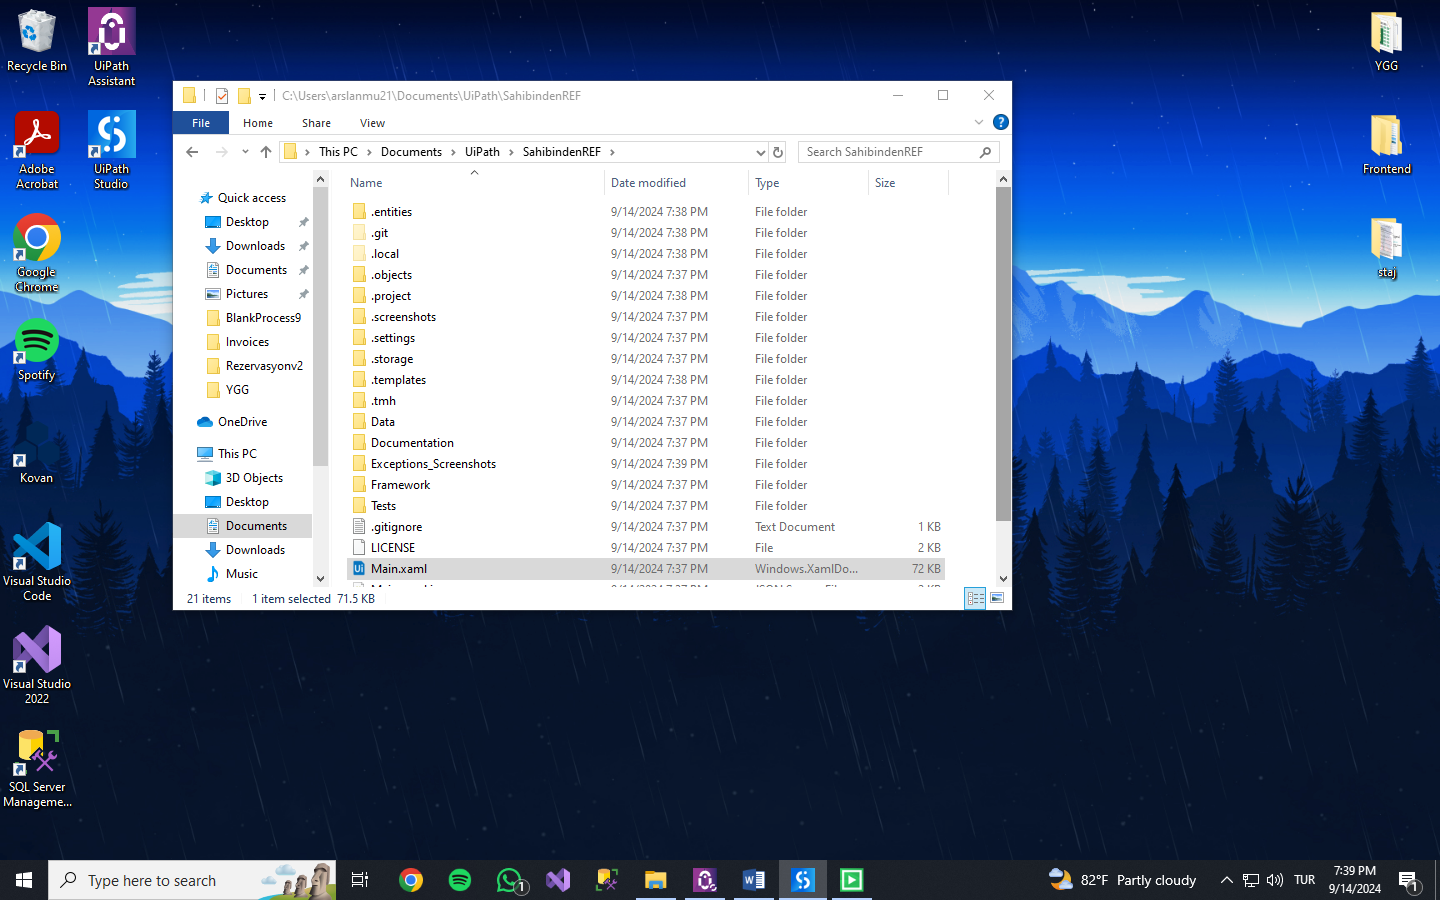 Recycle Bin
UiPath
Assistant
Adobe
Acrobat
UiPath
Studio
Google
Chrome
Spotify
Kovan
Visual Studio
Code
Visual Studio
2022
SQL Server
Manageme...
YGG
Frontend
staj
C:\Users\arslanmu21\Documents\UiPath\SahibindenREF
File Home Share View
This PC Documents UiPath SahibindenREF
Search SahibindenREF
Quick access
Desktop
Downloads
Documents
Pictures
BlankProcess9
Invoices
Rezervasyonv2
YGG
OneDrive
This PC
3D Objects
Desktop
Documents
Downloads
Music
Name Date modified Type Size
.entities 9/14/2024 7:38 PM File folder
.git 9/14/2024 7:38 PM File folder
.local 9/14/2024 7:38 PM File folder
.objects 9/14/2024 7:37 PM File folder
.project 9/14/2024 7:38 PM File folder
.screenshots 9/14/2024 7:37 PM File folder
.settings 9/14/2024 7:37 PM File folder
.storage 9/14/2024 7:37 PM File folder
.templates 9/14/2024 7:38 PM File folder
.tmh 9/14/2024 7:37 PM File folder
Data 9/14/2024 7:37 PM File folder
Documentation 9/14/2024 7:37 PM File folder
Exceptions_Screenshots 9/14/2024 7:39 PM File folder
Framework 9/14/2024 7:37 PM File folder
Tests 9/14/2024 7:37 PM File folder
.gitignore 9/14/2024 7:37 PM Text Document 1 KB
LICENSE 9/14/2024 7:37 PM File 2 KB
Main.xaml 9/14/2024 7:37 PM Windows.XamlDo... 72 KB
21 items 1 item selected 71.5 KB
Type here to search
1
82°F Partly cloudy
TUR
7:39 PM
9/14/2024
1